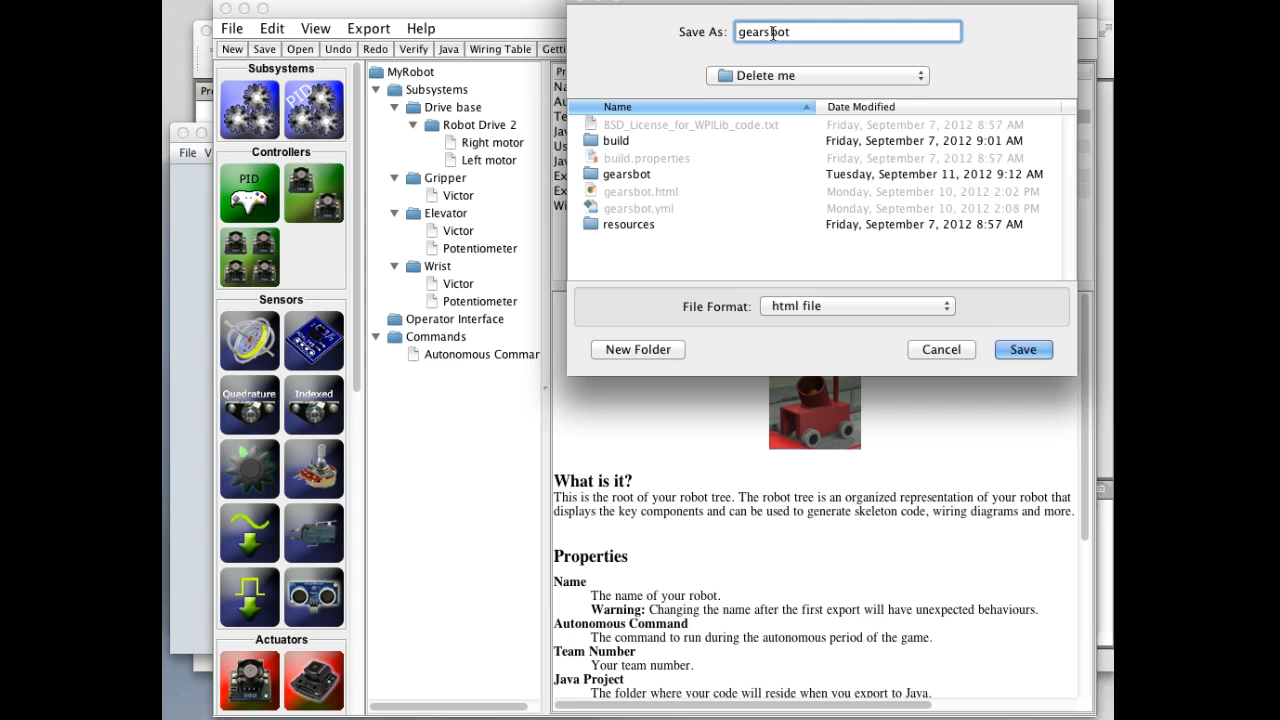 File Edit View Export Help
New Save Open Undo Redo Verify Java Wiring Table
File
Subsystems
PID
Controllers
PID
Sensors
Quadrature Indexed
Actuators
MyRobot
Subsystems
Drive base
Robot Drive 2
Right motor
Left motor
Gripper
Victor
Elevator
Victor
Potentiometer
Wrist
Victor
Potentiometer
Operator Interface
Commands
Autonomous Commar
Save As: gearsbot
Delete me
Name Date Modified
BSD_License_for_WPILib_code.txt Friday, September 7, 2012 8:57 AM
build Friday, September 7, 2012 9:01 AM
build.properties Friday, September 7, 2012 8:57 AM
gearsbot Tuesday, September 11, 2012 9:12 AM
gearsbot.html Monday, September 10, 2012 2:02 PM
gearsbot.yml Monday, September 10, 2012 2:08 PM
resources Friday, September 7, 2012 8:57 AM
File Format: html file
New Folder Cancel Save
What is it?
This is the root of your robot tree. The robot tree is an organized representation of your robot that
displays the key components and can be used to generate skeleton code, wiring diagrams and more.
Properties
Name
The name of your robot.
Warning: Changing the name after the first export will have unexpected behaviours.
Autonomous Command
The command to run during the autonomous period of the game.
Team Number
Your team number.
Java Project
The folder where your code will reside when you export to Java.